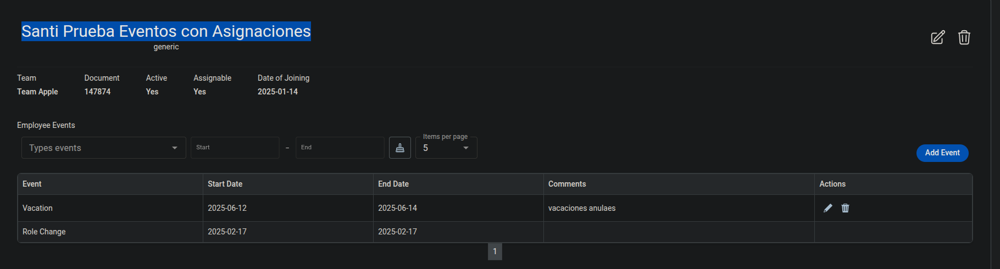 Santi Prueba Eventos con Asignaciones
generic
Team Document Active Assignable Date of Joining
Team Apple 147874 Yes Yes 2025-01-14
Employee Events
Items per page
Types events Start - End 5
Add Event
Event Start Date End Date Comments Actions
Vacation 2025-06-12 2025-06-14 vacaciones anulaes
Role Change 2025-02-17 2025-02-17
1